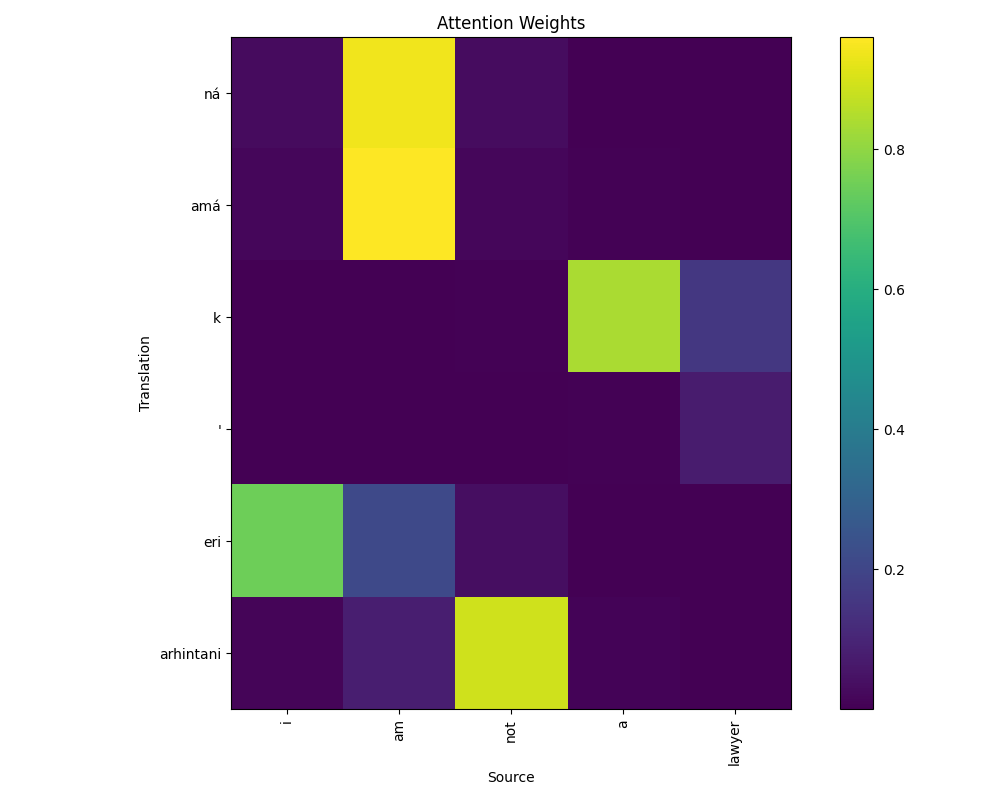 Attention Weights
ná
amá
k
'
eri
arhintani
Translation
i
am
not
a
lawyer
Source
0.8
0.6
0.4
0.2